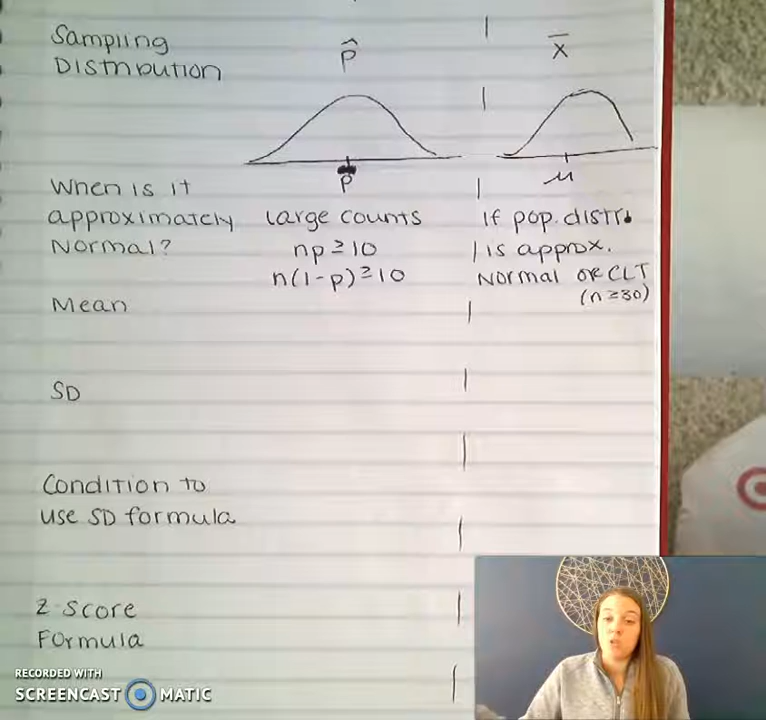 Sampling
Distribution
p̂
x̄
p
μ
When is it
approximately
Normal?
large counts
np ≥ 10
n(1-p) ≥ 10
If pop. distr.
is approx.
Normal or CLT
(n ≥ 30)
Mean
SD
Condition to
use SD formula
z-score
Formula
RECORDED WITH
SCREENCAST MATIC